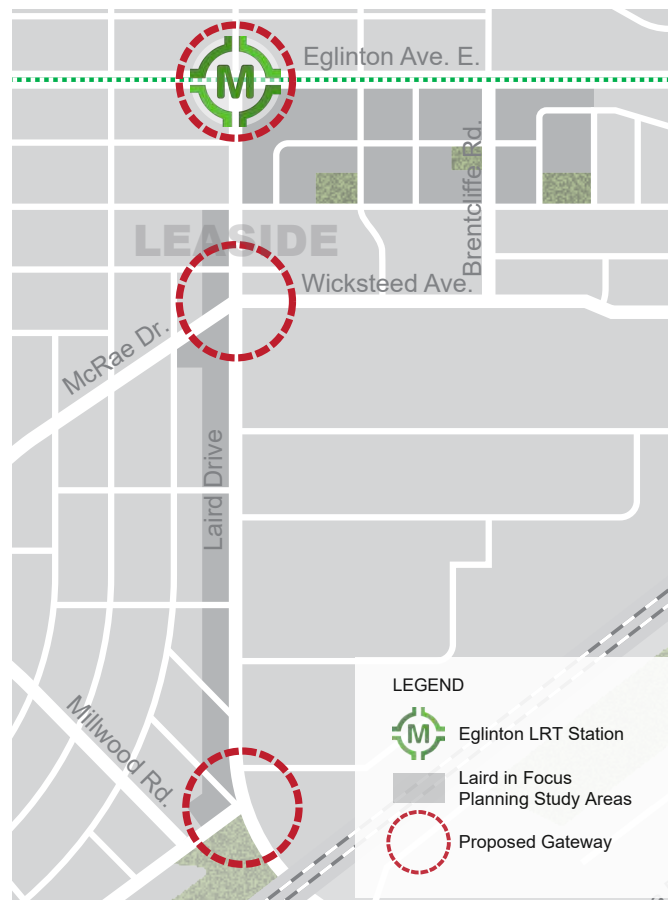 Eglinton Ave. E.
M
Brentcliffe Rd.
LEASIDE
Wicksteed Ave.
McRae Dr.
Laird Drive
Millwood Rd.
LEGEND
M
Eglinton LRT Station
Laird in Focus
Planning Study Areas
Proposed Gateway